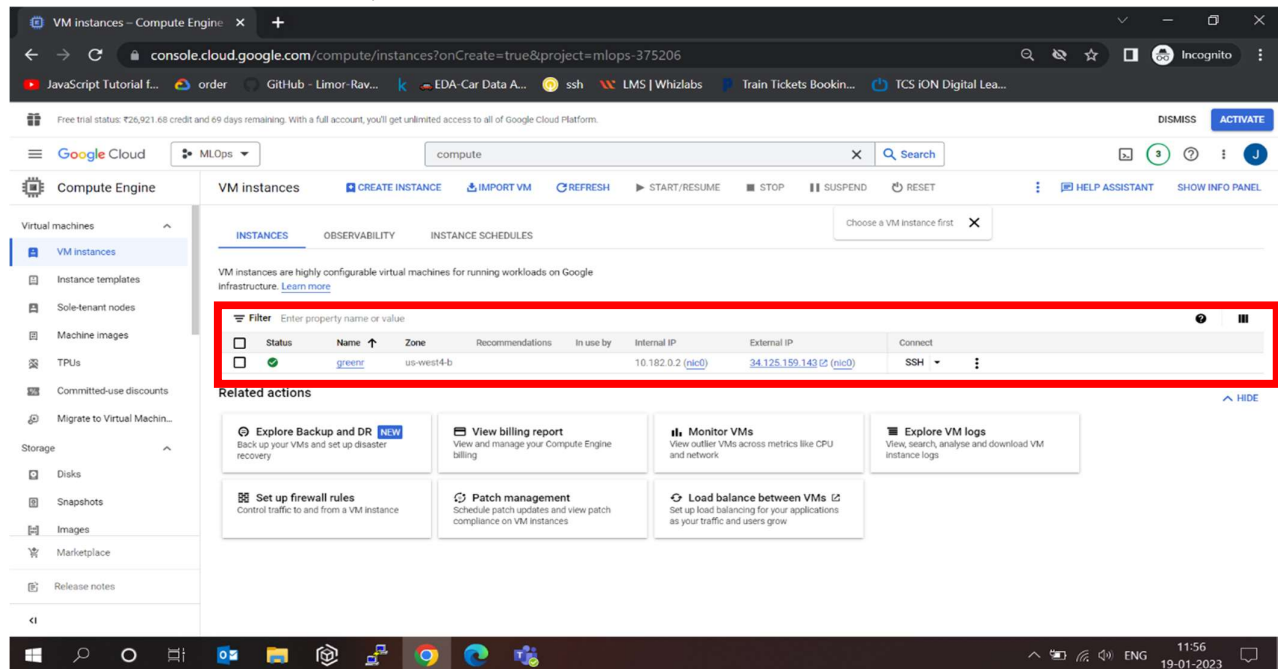 VM instances – Compute Engine
console.cloud.google.com/compute/instances?onCreate=true&project=mlops-375206
Incognito
JavaScript Tutorial f...
order
GitHub - Limor-Rav...
EDA-Car Data A...
ssh
LMS | Whizlabs
Train Tickets Bookin...
TCS iON Digital Lea...
Free trial status: ₹26,921.68 credit and 69 days remaining. With a full account, you'll get unlimited access to all of Google Cloud Platform.
DISMISS
ACTIVATE
Google Cloud
MLOps
compute
Search
3
J
Compute Engine
VM instances
CREATE INSTANCE
IMPORT VM
REFRESH
START/RESUME
STOP
SUSPEND
RESET
HELP ASSISTANT
SHOW INFO PANEL
Choose a VM instance first
Virtual machines
VM instances
Instance templates
Sole-tenant nodes
Machine images
TPUs
Committed-use discounts
Migrate to Virtual Machin...
Storage
Disks
Snapshots
Images
Marketplace
Release notes
INSTANCES
OBSERVABILITY
INSTANCE SCHEDULES
VM instances are highly configurable virtual machines for running workloads on Google
infrastructure. Learn more
Filter Enter property name or value
Status Name Zone Recommendations In use by Internal IP External IP Connect
greenr us-west4-b 10.182.0.2 (nic0) 34.125.159.143 (nic0) SSH
Related actions
HIDE
Explore Backup and DR NEW
Back up your VMs and set up disaster
recovery
View billing report
View and manage your Compute Engine
billing
Monitor VMs
View outlier VMs across metrics like CPU
and network
Explore VM logs
View, search, analyse and download VM
instance logs
Set up firewall rules
Control traffic to and from a VM instance
Patch management
Schedule patch updates and view patch
compliance on VM instances
Load balance between VMs
Set up load balancing for your applications
as your traffic and users grow
ENG
11:56
19-01-2023